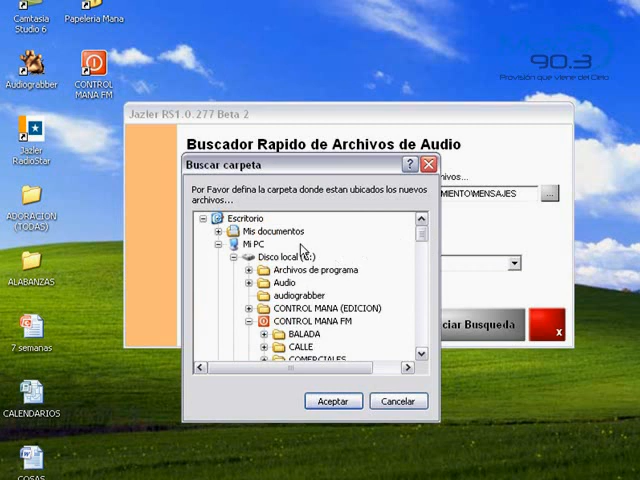 Camtasia
Studio 6
Papeleria Mana
Audiograbber
CONTROL
MANA FM
Jazler
RadioStar
ADORACION
(TODAS)
ALABANZAS
7 semanas
CALENDARIOS
COSAS
90.3
Provisión que viene del Cielo
Jazler RS1.0.277 Beta 2
Buscador Rapido de Archivos de Audio
MIENTO\MENSAJES
...
ciar Busqueda
x
Buscar carpeta
?
X
Por Favor defina la carpeta donde estan ubicados los nuevos
archivos...
Escritorio
Mis documentos
Mi PC
Disco local (C:)
Archivos de programa
Audio
audiograbber
CONTROL MANA (EDICION)
CONTROL MANA FM
BALADA
CALLE
COMERCIALES
Aceptar
Cancelar